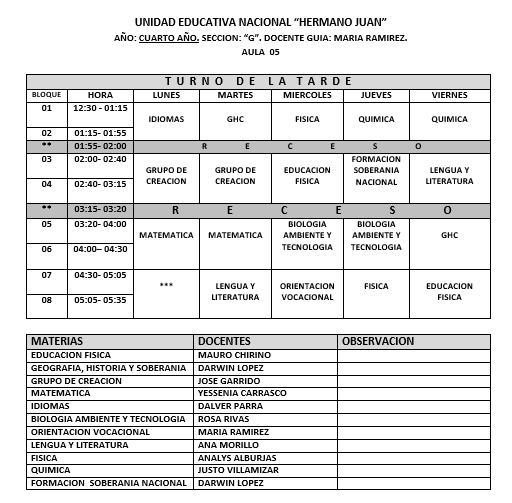 UNIDAD EDUCATIVA NACIONAL “HERMANO JUAN”
AÑO: CUARTO AÑO. SECCION: “G”. DOCENTE GUIA: MARIA RAMIREZ.
AULA 05
TURNO DE LA TARDE
BLOQUE HORA LUNES MARTES MIERCOLES JUEVES VIERNES
01 12:30 - 01:15
IDIOMAS GHC FISICA QUIMICA QUIMICA
02 01:15- 01:55
** 01:55- 02:00 R E C E S O
03 02:00- 02:40
GRUPO DE CREACION GRUPO DE CREACION EDUCACION FISICA FORMACION SOBERANIA NACIONAL LENGUA Y LITERATURA
04 02:40- 03:15
** 03:15- 03:20 R E C E S O
05 03:20- 04:00
MATEMATICA MATEMATICA BIOLOGIA AMBIENTE Y TECNOLOGIA BIOLOGIA AMBIENTE Y TECNOLOGIA GHC
06 04:00– 04:30
07 04:30- 05:05
*** LENGUA Y LITERATURA ORIENTACION VOCACIONAL FISICA EDUCACION FISICA
08 05:05- 05:35
MATERIAS DOCENTES OBSERVACION
EDUCACION FISICA MAURO CHIRINO
GEOGRAFIA, HISTORIA Y SOBERANIA DARWIN LOPEZ
GRUPO DE CREACION JOSE GARRIDO
MATEMATICA YESSENIA CARRASCO
IDIOMAS DALVER PARRA
BIOLOGIA AMBIENTE Y TECNOLOGIA ROSA RIVAS
ORIENTACION VOCACIONAL MARIA RAMIREZ
LENGUA Y LITERATURA ANA MORILLO
FISICA ANALYS ALBURJAS
QUIMICA JUSTO VILLAMIZAR
FORMACION SOBERANIA NACIONAL DARWIN LOPEZ